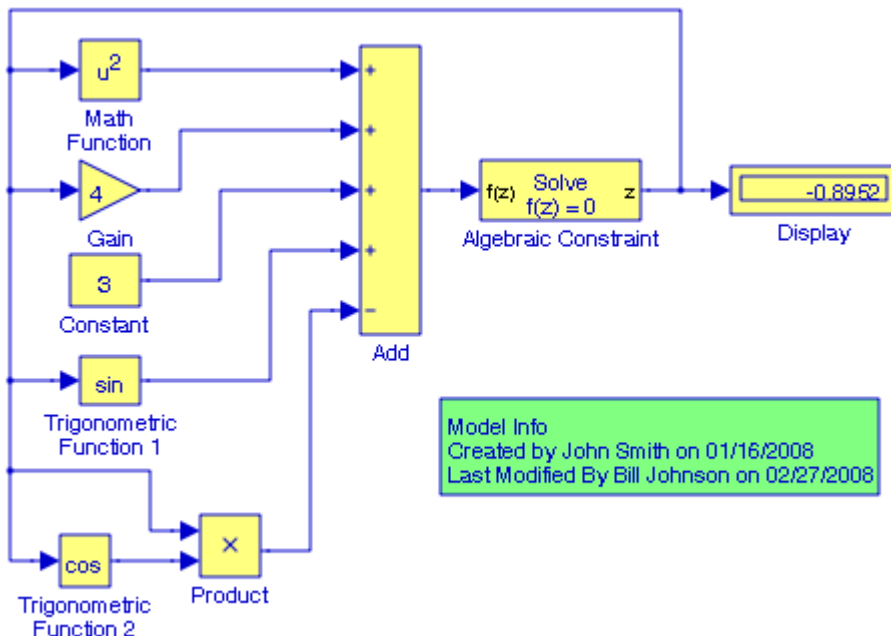 u2
Math
Function
+
4
Gain
+
3
Constant
+
sin
Trigonometric
Function 1
+
−
Add
cos
Trigonometric
Function 2
×
Product
f(z)
Solve
f(z) = 0
z
Algebraic Constraint
-0.8952
Display
Model Info
Created by John Smith on 01/16/2008
Last Modified By Bill Johnson on 02/27/2008